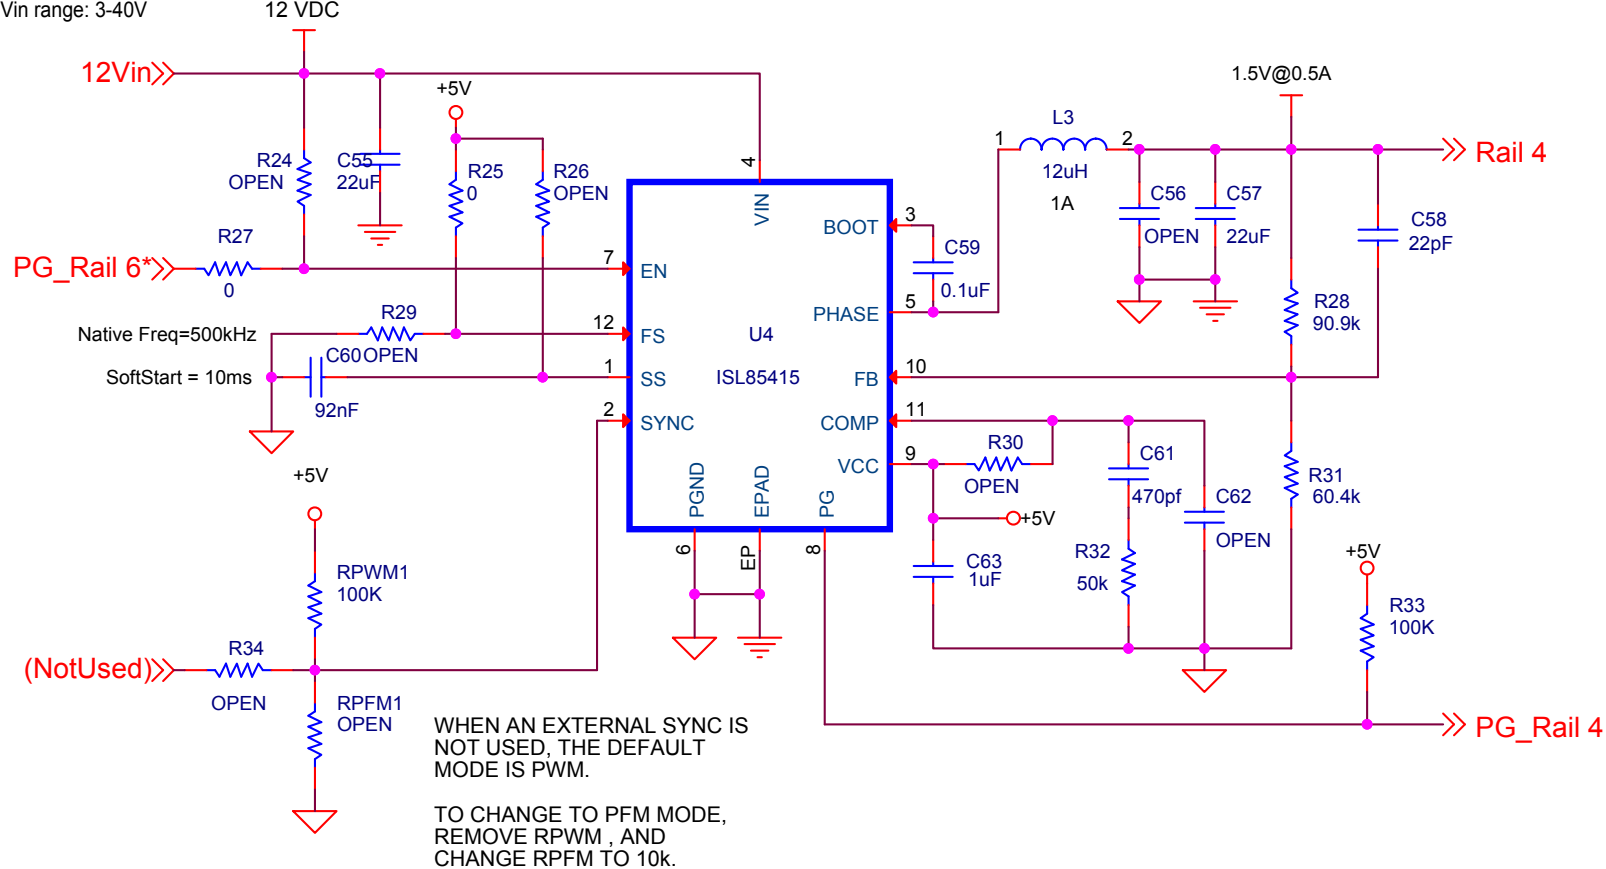 Vin range: 3-40V
12 VDC
12Vin
+5V
1.5V@0.5A
R24
OPEN
C55
22uF
R25
0
R26
OPEN
4
VIN
1
L3
2
12uH
1A
Rail 4
C56
OPEN
C57
22uF
C58
22pF
R27
0
PG_Rail 6*
7
EN
BOOT
3
C59
0.1uF
PHASE
5
R28
90.9k
Native Freq=500kHz
R29
OPEN
12
FS
U4
ISL85415
SoftStart = 10ms
C60
92nF
1
SS
FB
10
2
SYNC
COMP
11
VCC
9
R30
OPEN
C61
470pf
C62
OPEN
R31
60.4k
+5V
PGND
EPAD
PG
6
EP
8
+5V
C63
1uF
R32
50k
+5V
R33
100K
RPWM1
100K
(NotUsed)
R34
OPEN
RPFM1
OPEN
PG_Rail 4
WHEN AN EXTERNAL SYNC IS
NOT USED, THE DEFAULT
MODE IS PWM.
TO CHANGE TO PFM MODE,
REMOVE RPWM , AND
CHANGE RPFM TO 10k.